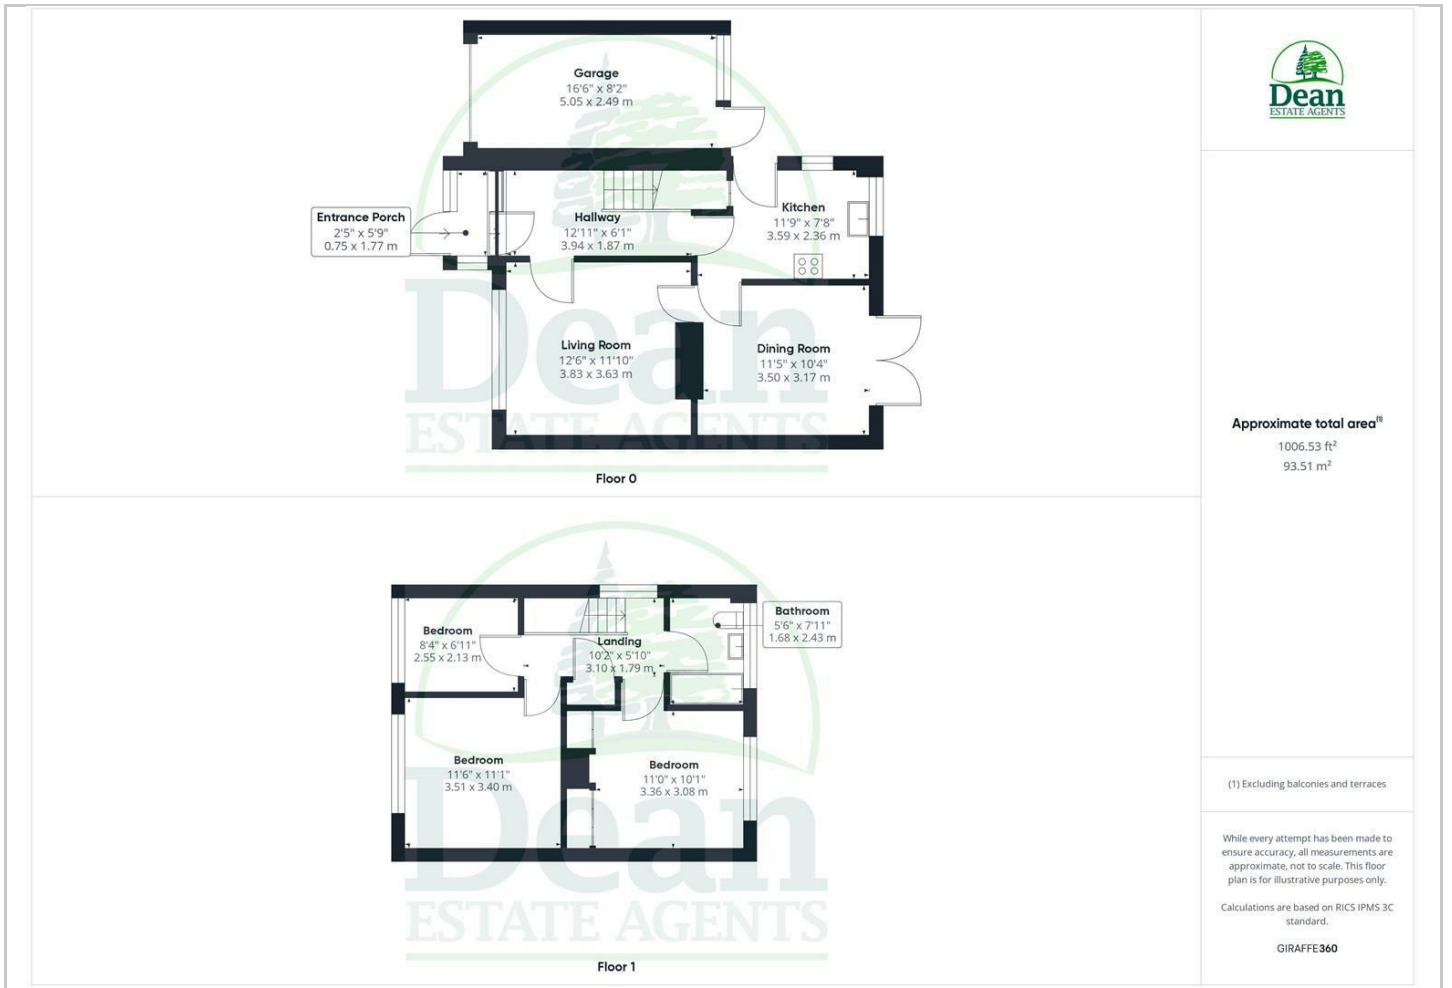 Garage
16'6" x 8'2"
5.05 x 2.49 m
Entrance Porch
2'5" x 5'9"
0.75 x 1.77 m
Hallway
12'11" x 6'1"
3.94 x 1.87 m
Kitchen
11'9" x 7'8"
3.59 x 2.36 m
Living Room
12'6" x 11'10"
3.83 x 3.63 m
Dining Room
11'5" x 10'4"
3.50 x 3.17 m
Dean
ESTATE AGENTS
Floor 0
Bedroom
8'4" x 6'11"
2.55 x 2.13 m
Landing
10'2" x 5'10"
3.10 x 1.79 m
Bathroom
5'6" x 7'11"
1.68 x 2.43 m
Bedroom
11'6" x 11'1"
3.51 x 3.40 m
Bedroom
11'0" x 10'1"
3.36 x 3.08 m
Dean
ESTATE AGENTS
Floor 1
Dean
ESTATE AGENTS
Approximate total area(1)
1006.53 ft²
93.51 m²
(1) Excluding balconies and terraces
While every attempt has been made to
ensure accuracy, all measurements are
approximate, not to scale. This floor
plan is for illustrative purposes only.
Calculations are based on RICS IPMS 3C
standard.
GIRAFFE360